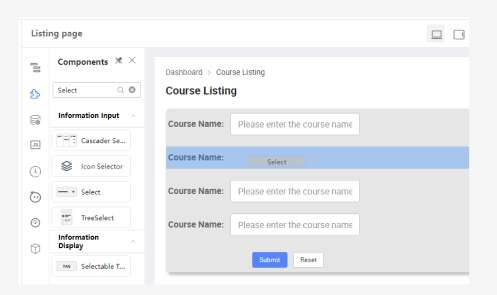 Listing page
Components
Select
Information Input
Cascader Se...
Icon Selector
Select
TreeSelect
Information
Display
Selectable T...
Dashboard > Course Listing
Course Listing
Course Name: Please enter the course name
Course Name: Select
Course Name: Please enter the course name
Course Name: Please enter the course name
Submit Reset